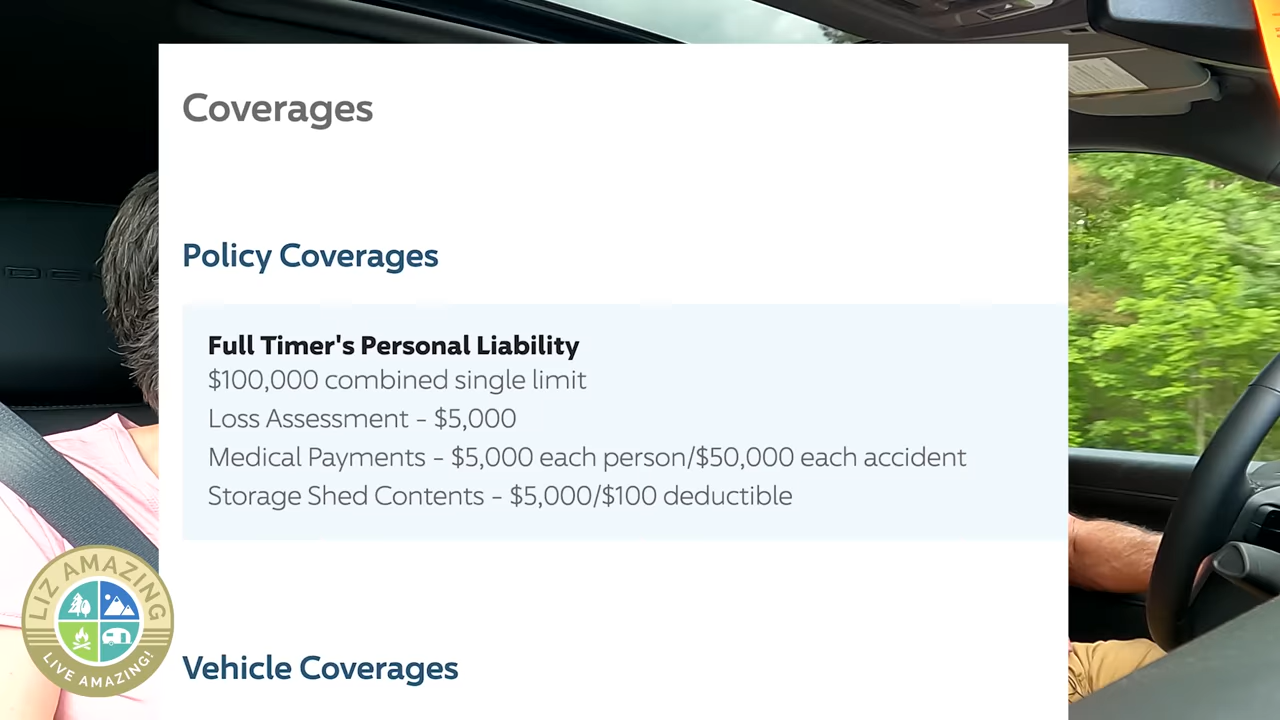 Coverages
Policy Coverages
Full Timer's Personal Liability
$100,000 combined single limit
Loss Assessment - $5,000
Medical Payments - $5,000 each person/$50,000 each accident
Storage Shed Contents - $5,000/$100 deductible
Vehicle Coverages
LIZ AMAZING
LIVE AMAZING!